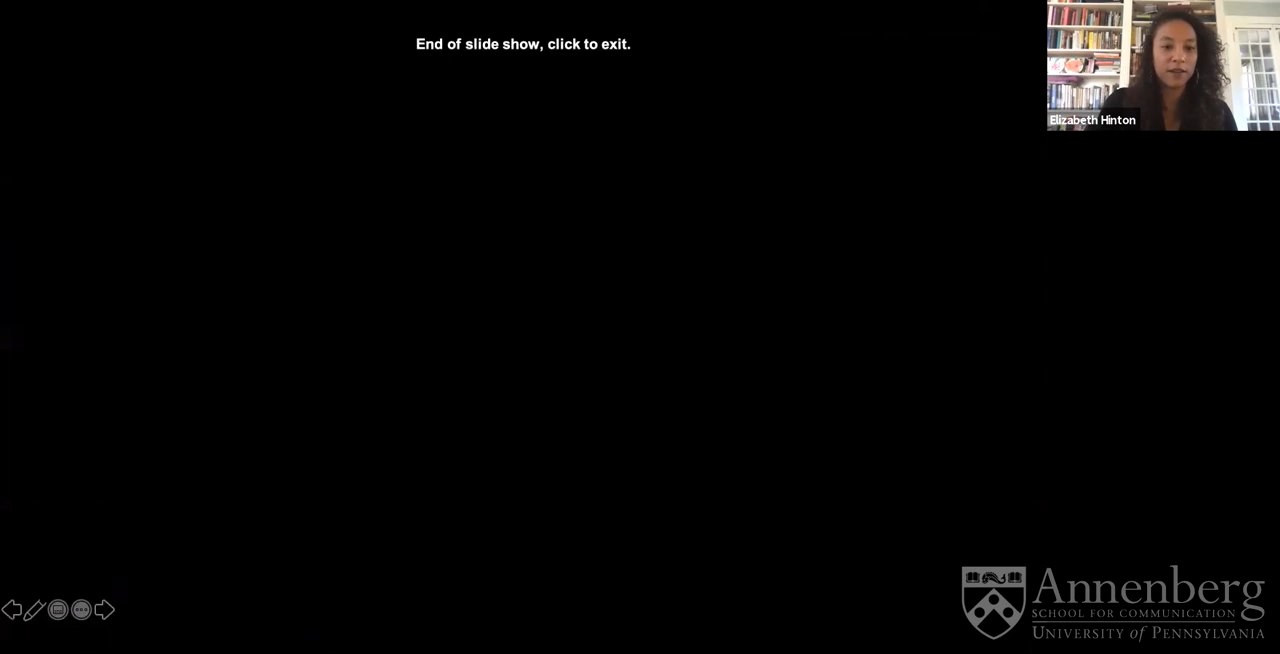 End of slide show, click to exit.
Elizabeth Hinton
Annenberg
SCHOOL FOR COMMUNICATION
UNIVERSITY of PENNSYLVANIA